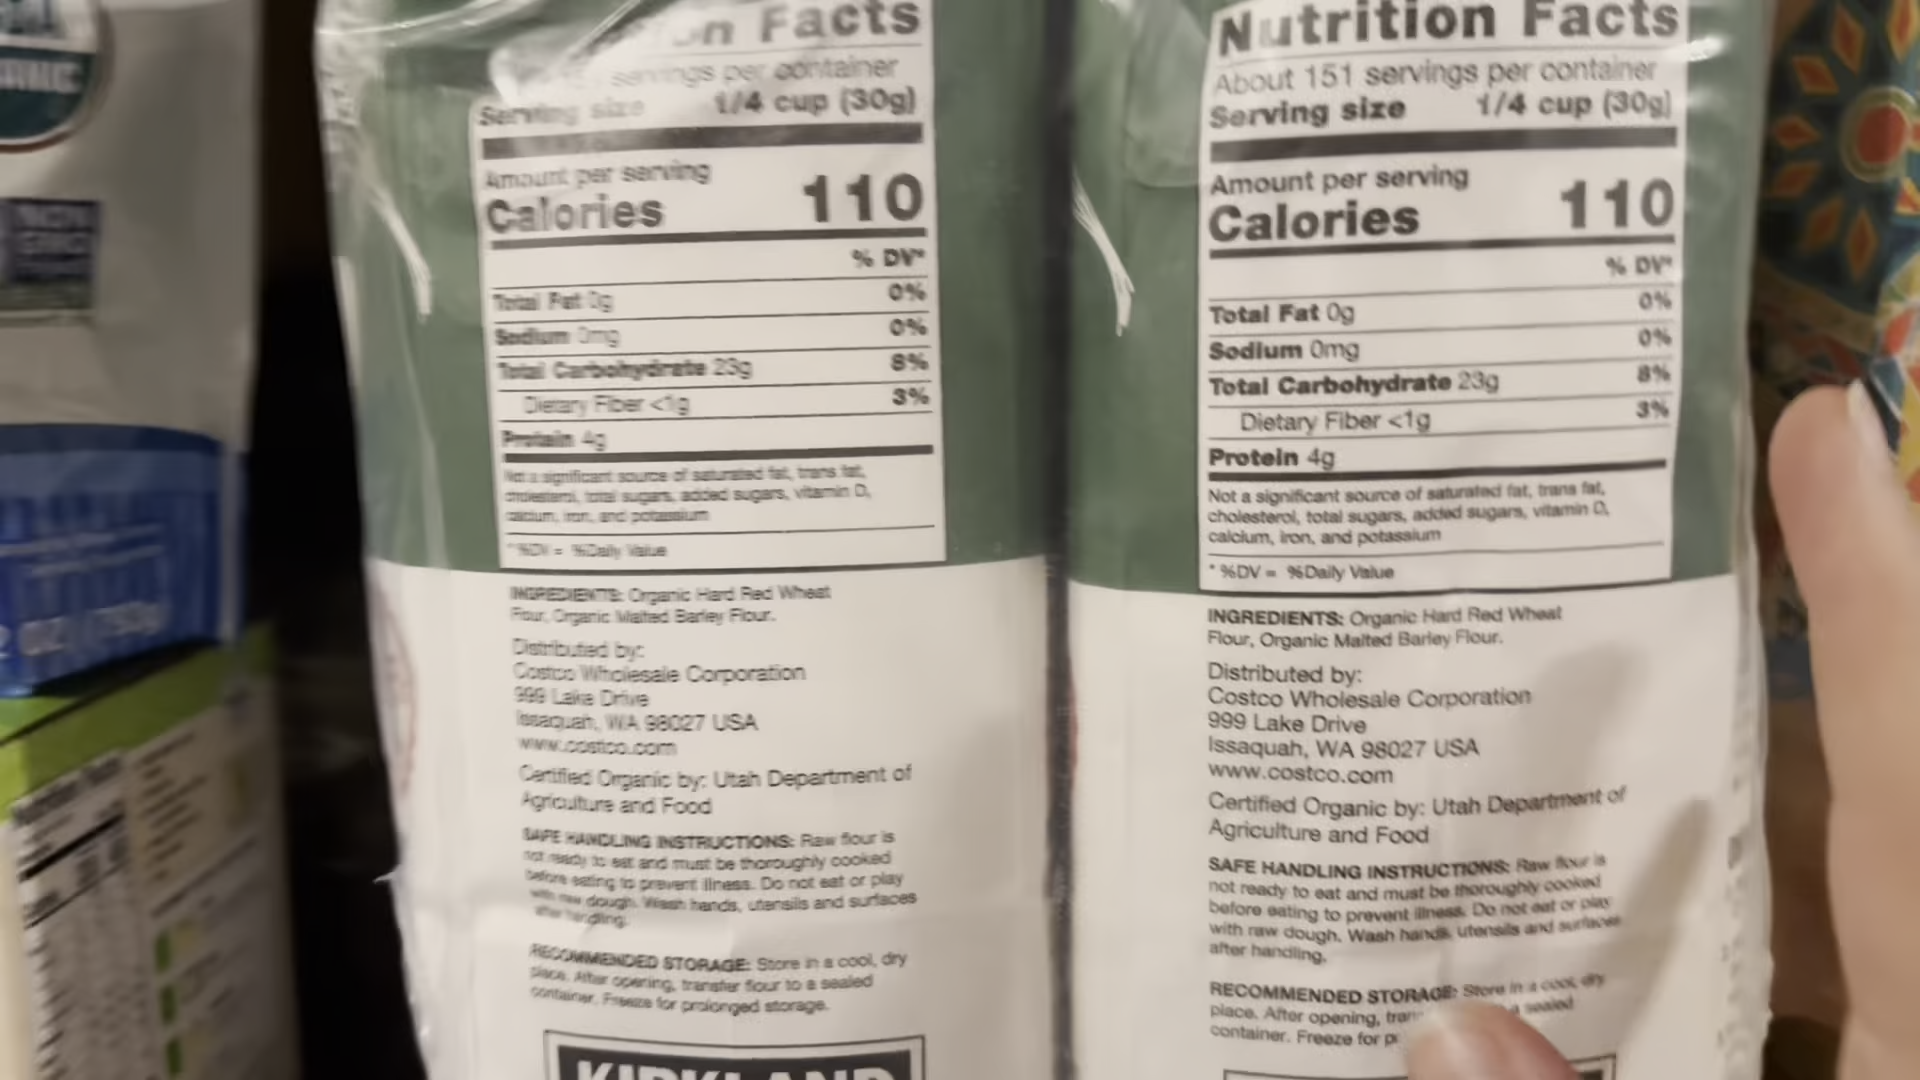 Facts
servings per container
Serving size 1/4 cup (30g)
Amount per serving
Calories 110
% DV*
Total Fat 0g 0%
Sodium 0mg 0%
Total Carbohydrate 23g 8%
Dietary Fiber <1g 3%
Protein 4g
Not a significant source of saturated fat, trans fat,
cholesterol, total sugars, added sugars, vitamin D,
calcium, iron, and potassium
*%DV = %Daily Value
INGREDIENTS: Organic Hard Red Wheat
Flour, Organic Malted Barley Flour.
Distributed by:
Costco Wholesale Corporation
999 Lake Drive
Issaquah, WA 98027 USA
www.costco.com
Certified Organic by: Utah Department of
Agriculture and Food
SAFE HANDLING INSTRUCTIONS: Raw flour is
not ready to eat and must be thoroughly cooked
before eating to prevent illness. Do not eat or play
with raw dough. Wash hands, utensils and surfaces
after handling.
RECOMMENDED STORAGE: Store in a cool, dry
place. After opening, transfer flour to a sealed
container. Freeze for prolonged storage.
KIRKLAND
Nutrition Facts
About 151 servings per container
Serving size 1/4 cup (30g)
Amount per serving
Calories 110
% DV*
Total Fat 0g 0%
Sodium 0mg 0%
Total Carbohydrate 23g 8%
Dietary Fiber <1g 3%
Protein 4g
Not a significant source of saturated fat, trans fat,
cholesterol, total sugars, added sugars, vitamin D,
calcium, iron, and potassium
*%DV = %Daily Value
INGREDIENTS: Organic Hard Red Wheat
Flour, Organic Malted Barley Flour.
Distributed by:
Costco Wholesale Corporation
999 Lake Drive
Issaquah, WA 98027 USA
www.costco.com
Certified Organic by: Utah Department of
Agriculture and Food
SAFE HANDLING INSTRUCTIONS: Raw flour is
not ready to eat and must be thoroughly cooked
before eating to prevent illness. Do not eat or play
with raw dough. Wash hands, utensils and surfaces
after handling.
RECOMMENDED STORAGE: Store in a cool, dry
place. After opening, a sealed
container. Freeze for